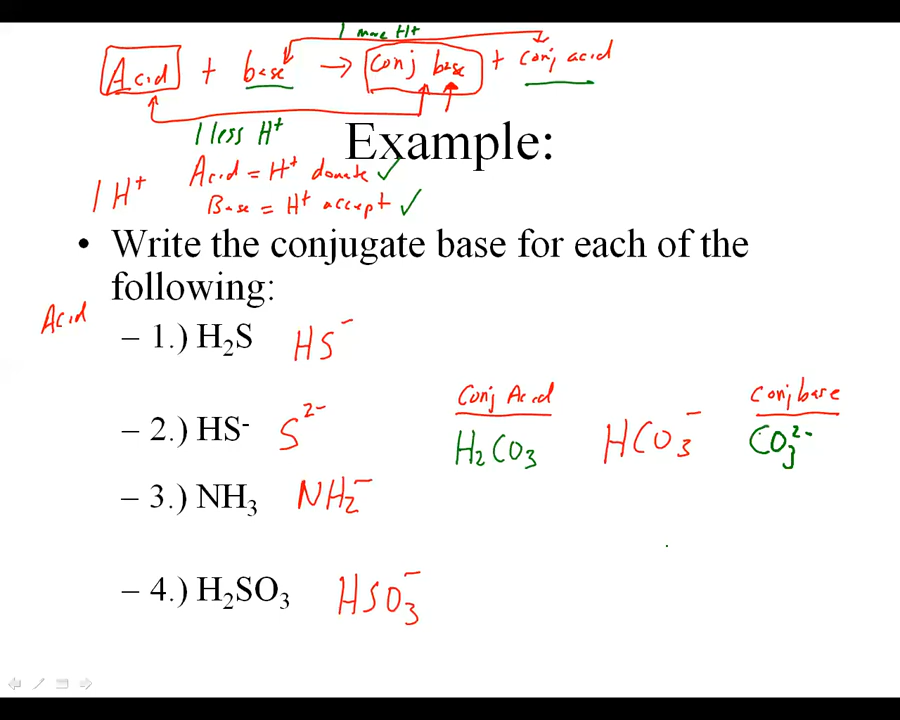 1 more H⁺
Acid + base → Conj base + conj acid
1 less H⁺
Example:
Acid = H⁺ donate ✓
1 H⁺
Base = H⁺ accept ✓
• Write the conjugate base for each of the
following:
Acid
– 1.) H₂S HS⁻
Conj Acid Conj base
– 2.) HS⁻ S²⁻ H₂CO₃ HCO₃⁻ CO₃²⁻
– 3.) NH₃ NH₂⁻
– 4.) H₂SO₃ HSO₃⁻